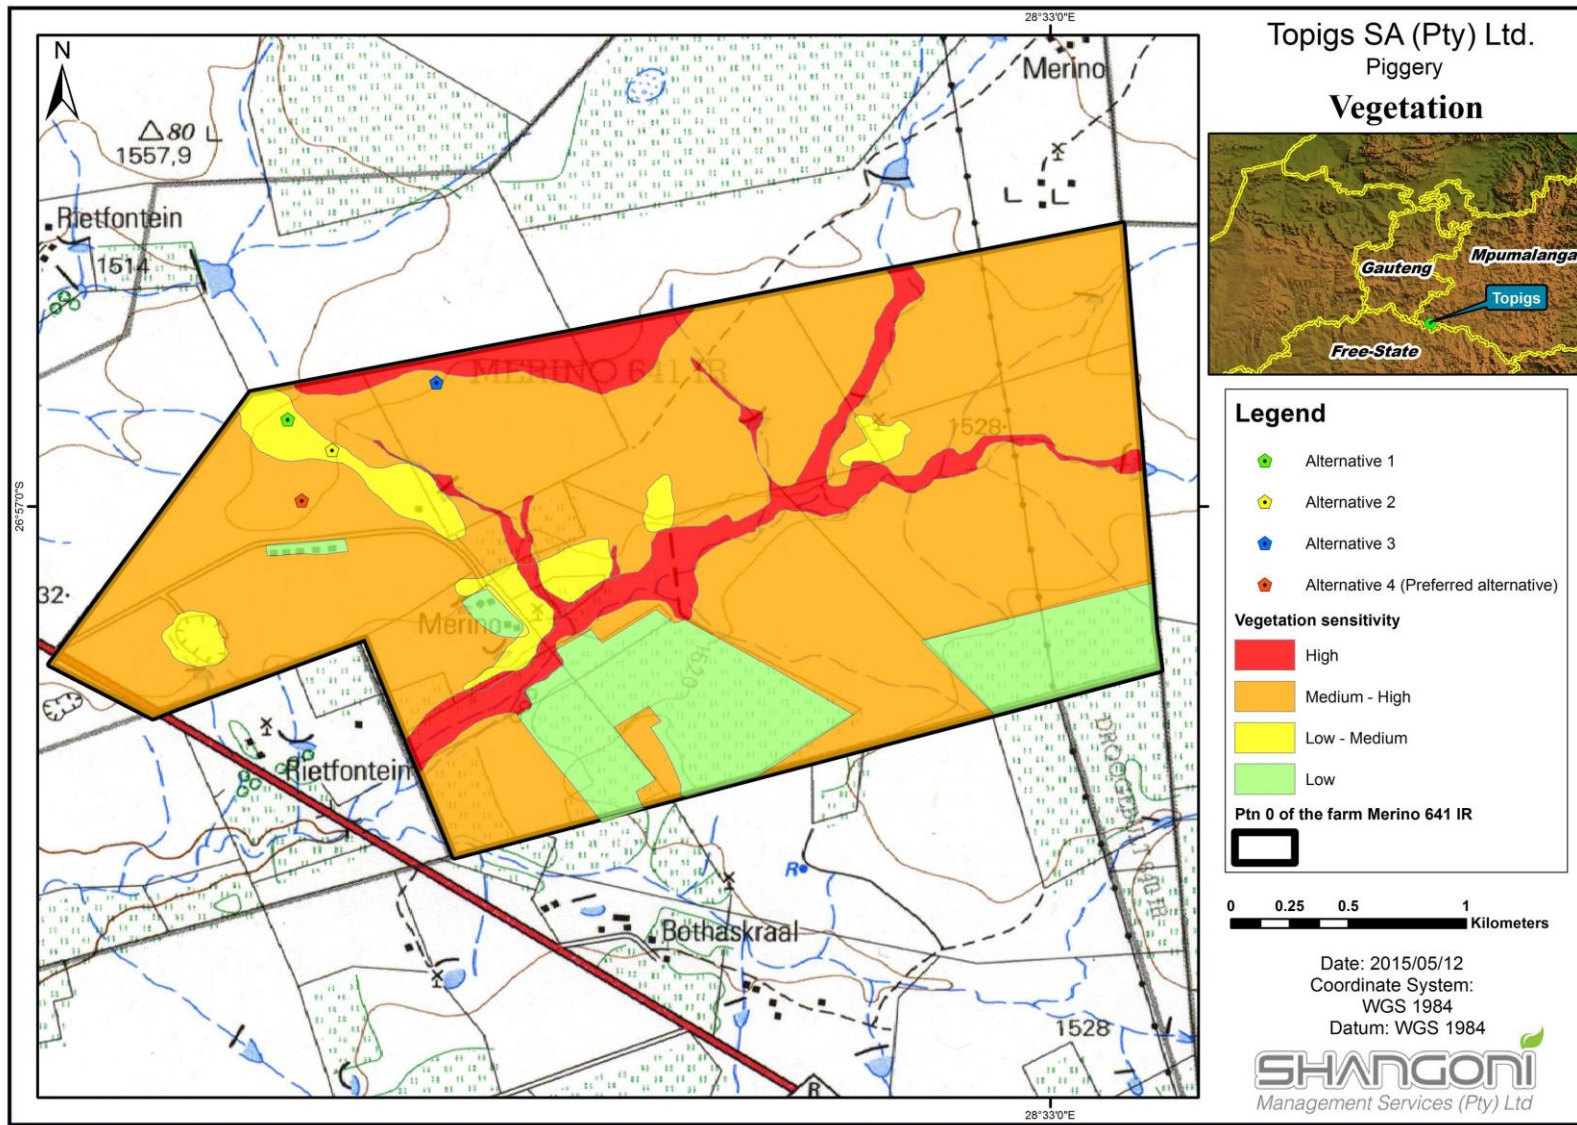 28°33'0"E
N
Merino
80
1557,9
Rietfontein
1514
MERINO 641 IR
1528
26°57'0"S
32
Merino
1520
Rietfontein
R
Bothaskraal
1528
R
28°33'0"E
Topigs SA (Pty) Ltd.
Piggery
Vegetation
Gauteng
Mpumalanga
Topigs
Free-State
Legend
Alternative 1
Alternative 2
Alternative 3
Alternative 4 (Preferred alternative)
Vegetation sensitivity
High
Medium - High
Low - Medium
Low
Ptn 0 of the farm Merino 641 IR
0 0.25 0.5 1
Kilometers
Date: 2015/05/12
Coordinate System:
WGS 1984
Datum: WGS 1984
SHANGONI
Management Services (Pty) Ltd